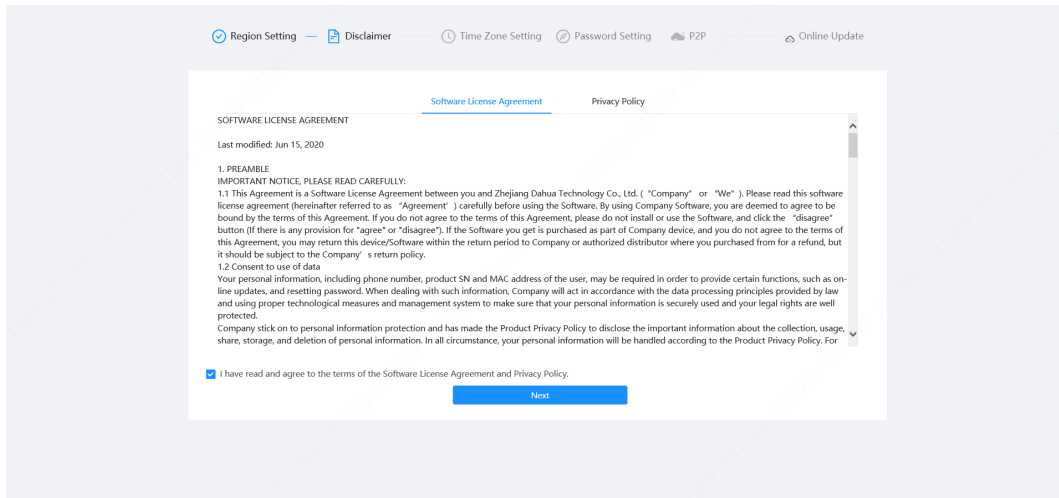 Region Setting — Disclaimer Time Zone Setting Password Setting P2P Online Update
Software License Agreement Privacy Policy
SOFTWARE LICENSE AGREEMENT
Last modified: Jun 15, 2020
1. PREAMBLE
IMPORTANT NOTICE, PLEASE READ CAREFULLY:
1.1 This Agreement is a Software License Agreement between you and Zhejiang Dahua Technology Co., Ltd. ( "Company" or "We" ). Please read this software
license agreement (hereinafter referred to as "Agreement' ) carefully before using the Software. By using Company Software, you are deemed to agree to be
bound by the terms of this Agreement. If you do not agree to the terms of this Agreement, please do not install or use the Software, and click the "disagree"
button (If there is any provision for "agree" or "disagree"). If the Software you get is purchased as part of Company device, and you do not agree to the terms of
this Agreement, you may return this device/Software within the return period to Company or authorized distributor where you purchased from for a refund, but
it should be subject to the Company' s return policy.
1.2 Consent to use of data
Your personal information, including phone number, product SN and MAC address of the user, may be required in order to provide certain functions, such as on-
line updates, and resetting password. When dealing with such information, Company will act in accordance with the data processing principles provided by law
and using proper technological measures and management system to make sure that your personal information is securely used and your legal rights are well
protected.
Company stick on to personal information protection and has made the Product Privacy Policy to disclose the important information about the collection, usage,
share, storage, and deletion of personal information. In all circumstance, your personal information will be handled according to the Product Privacy Policy. For
I have read and agree to the terms of the Software License Agreement and Privacy Policy.
Next